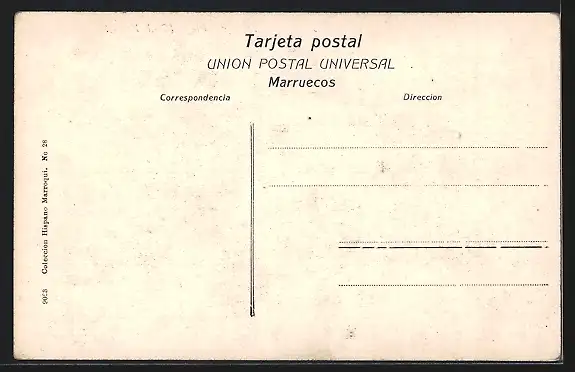 Tarjeta postal
UNION POSTAL UNIVERSAL
Marruecos
Correspondencia
Direccion
Coleccion Hispano Marroqui. No 28